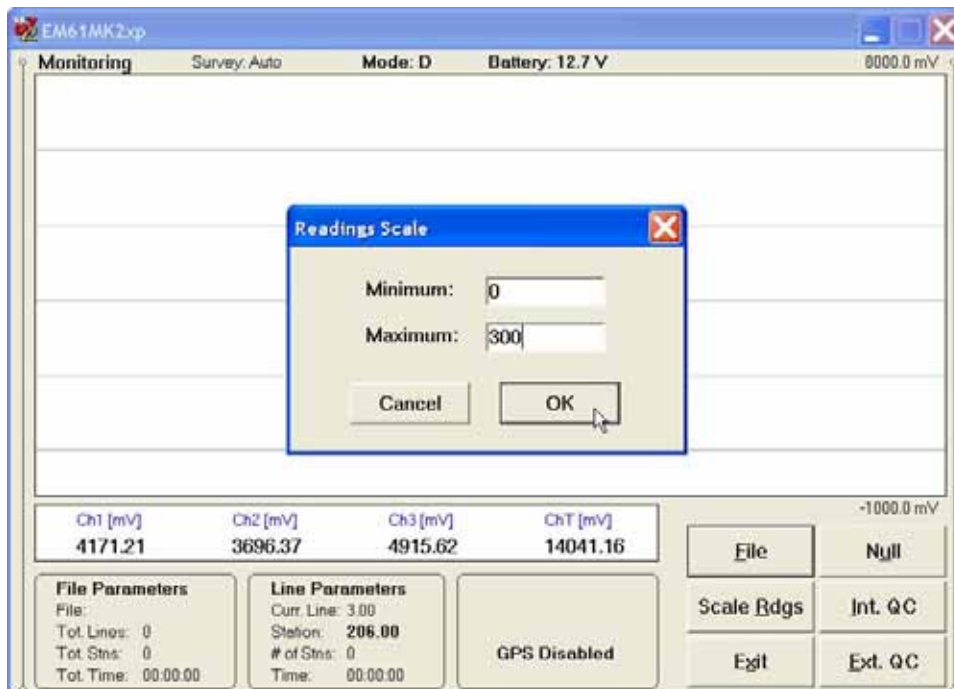 EM61MK2xp
Monitoring Survey: Auto Mode: D Battery: 12.7 V 8000.0 mV
Readings Scale
Minimum: 0
Maximum: 300
Cancel OK
-1000.0 mV
Ch1 [mV] Ch2 [mV] Ch3 [mV] ChT [mV]
4171.21 3696.37 4915.62 14041.16
File Null
Scale Rdgs Int. QC
Exit Ext. QC
File Parameters
File:
Tot. Lines: 0
Tot. Stns: 0
Tot. Time: 00:00:00
Line Parameters
Curr. Line: 3.00
Station: 206.00
# of Stns: 0
Time: 00:00:00
GPS Disabled